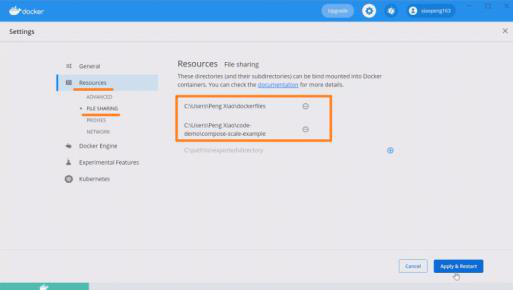 docker
Upgrade
xiaopeng163
Settings
General
Resources
ADVANCED
FILE SHARING
PROXIES
NETWORK
Docker Engine
Experimental Features
Kubernetes
Resources File sharing
These directories (and their subdirectories) can be bind mounted into Docker
containers. You can check the documentation for more details.
C:\Users\Peng Xiao\dockerfiles
C:\Users\Peng Xiao\code-
demo\compose-scale-example
C:\path\to\exported\directory
Cancel
Apply & Restart